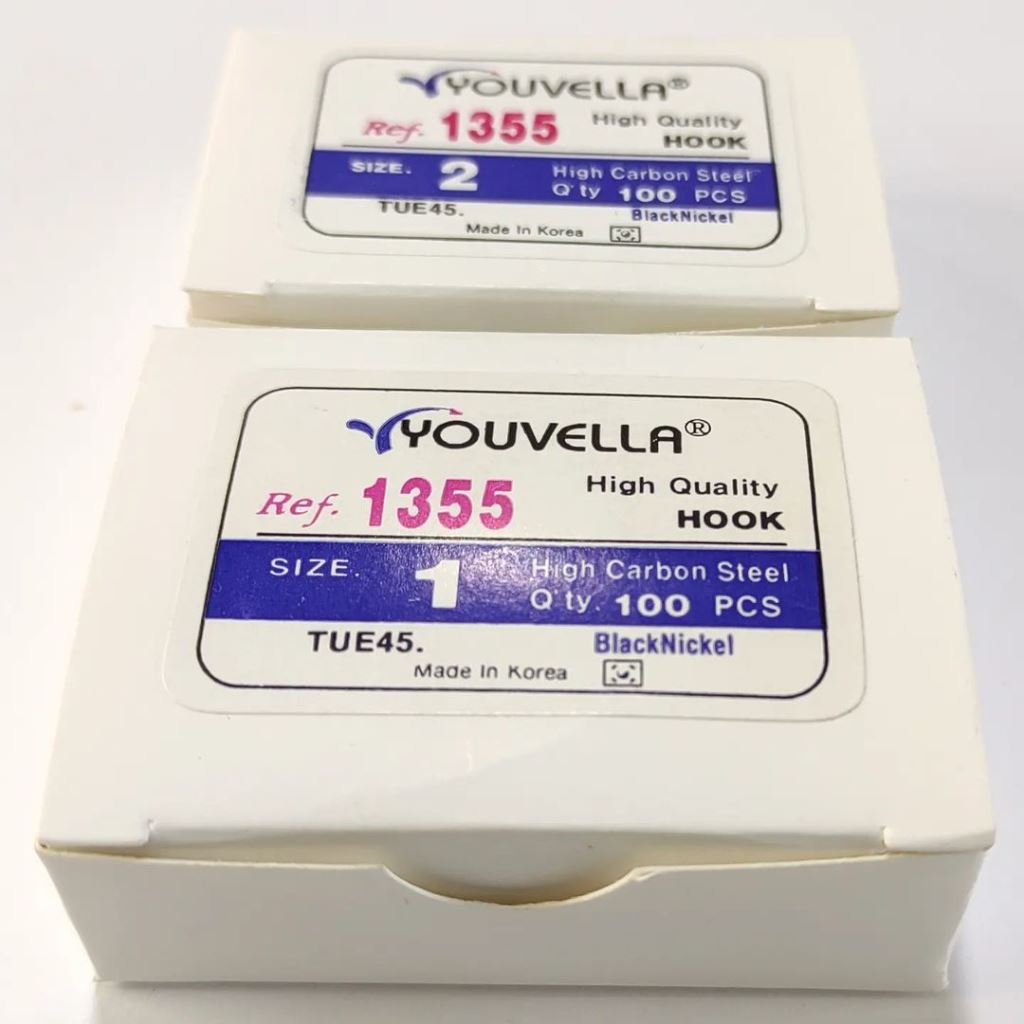 YOUVELLA®
Ref. 1355 High Quality
HOOK
SIZE. 2 High Carbon Steel
Q'ty 100 PCS
TUE45. BlackNickel
Made In Korea
YOUVELLA®
Ref. 1355 High Quality
HOOK
SIZE. 1 High Carbon Steel
Q'ty. 100 PCS
TUE45. BlackNickel
Made In Korea